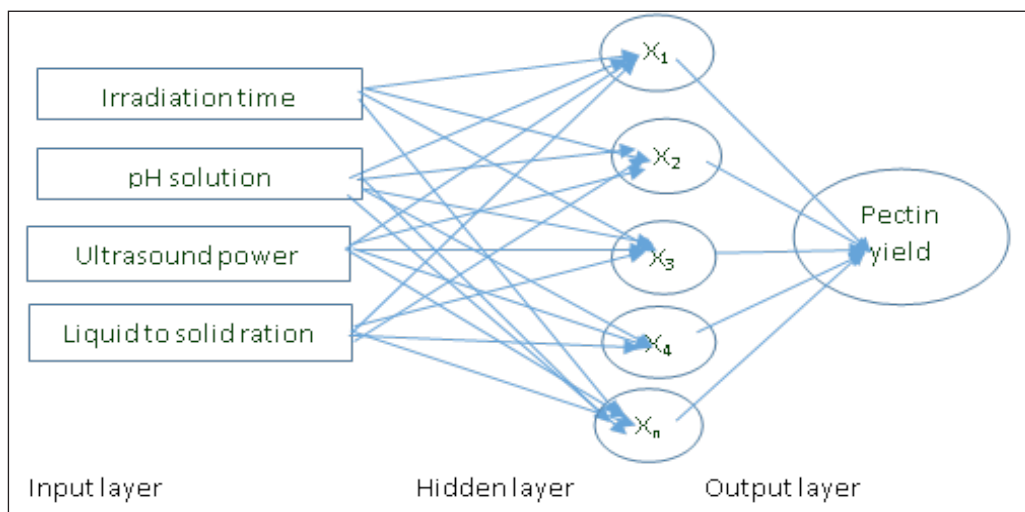 Irradiation time
pH solution
Ultrasound power
Liquid to solid ration
X₁
X₂
X₃
X₄
Xₙ
Pectin
yield
Input layer
Hidden layer
Output layer